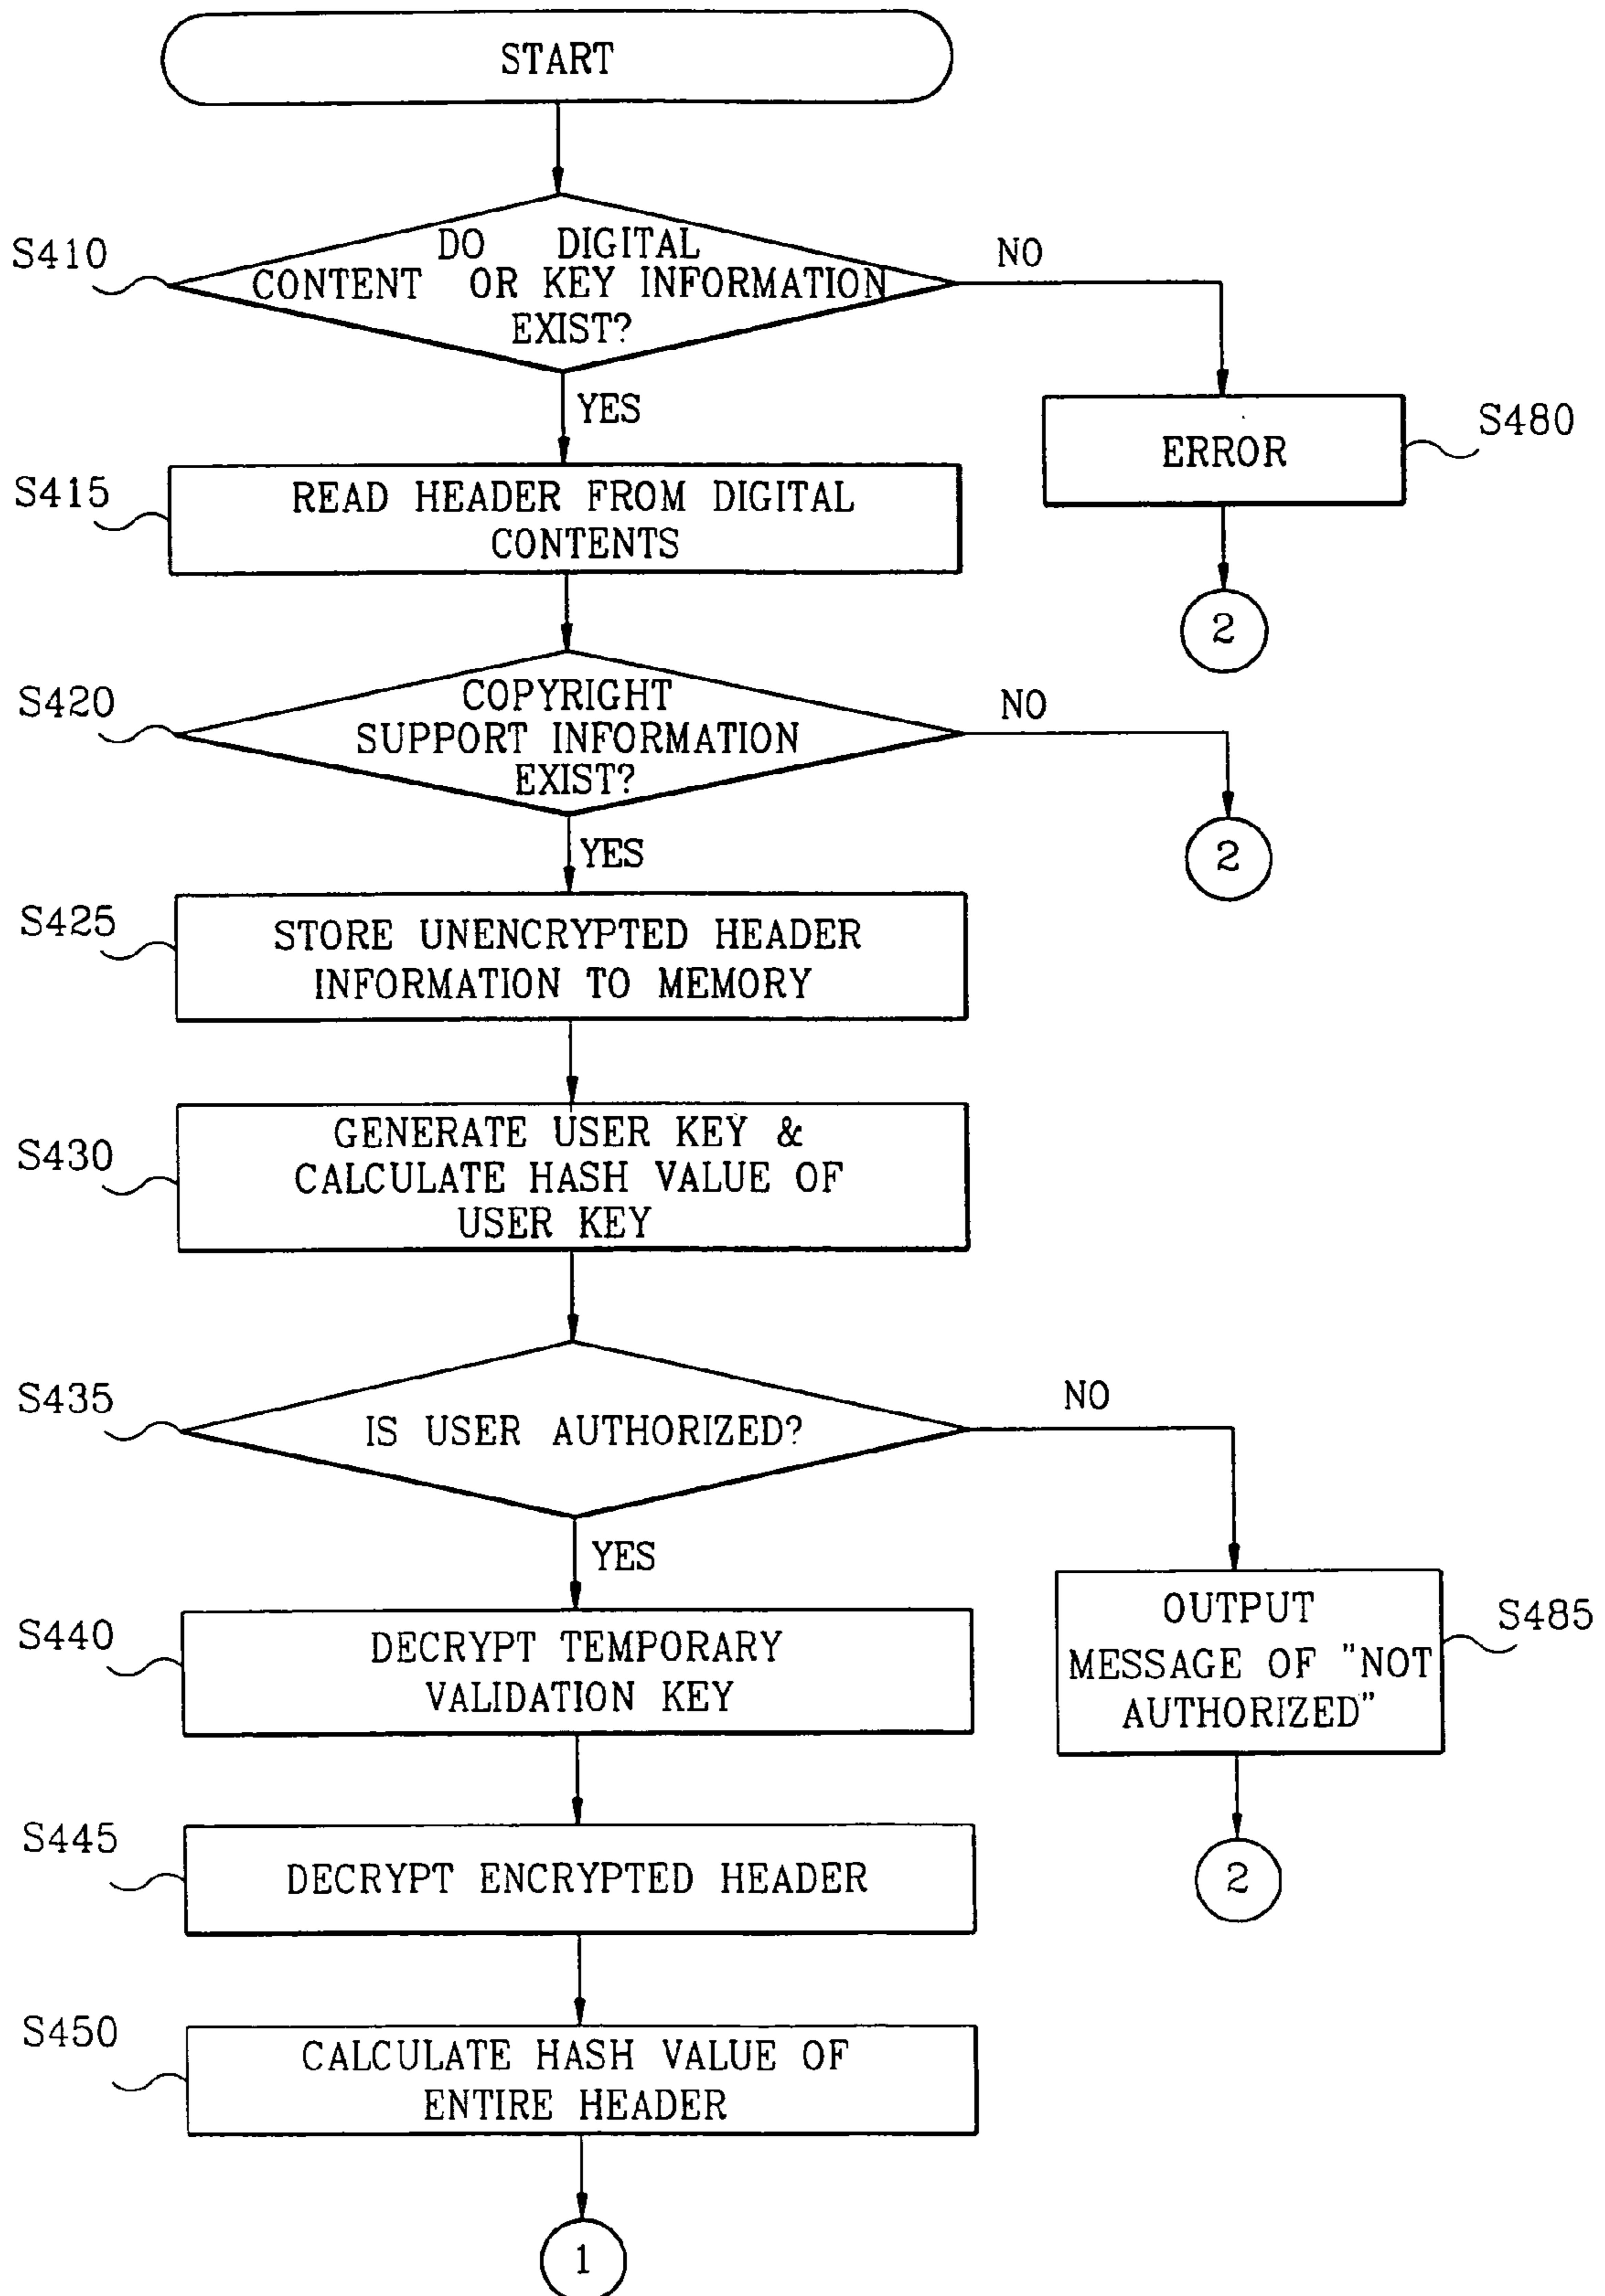 START
S410
DO DIGITAL
CONTENT OR KEY INFORMATION
EXIST?
NO
YES
S415
READ HEADER FROM DIGITAL
CONTENTS
ERROR
S480
2
S420
COPYRIGHT
SUPPORT INFORMATION
EXIST?
NO
2
YES
S425
STORE UNENCRYPTED HEADER
INFORMATION TO MEMORY
S430
GENERATE USER KEY &
CALCULATE HASH VALUE OF
USER KEY
S435
IS USER AUTHORIZED?
NO
YES
S440
DECRYPT TEMPORARY
VALIDATION KEY
OUTPUT
MESSAGE OF "NOT
AUTHORIZED"
S485
2
S445
DECRYPT ENCRYPTED HEADER
S450
CALCULATE HASH VALUE OF
ENTIRE HEADER
1